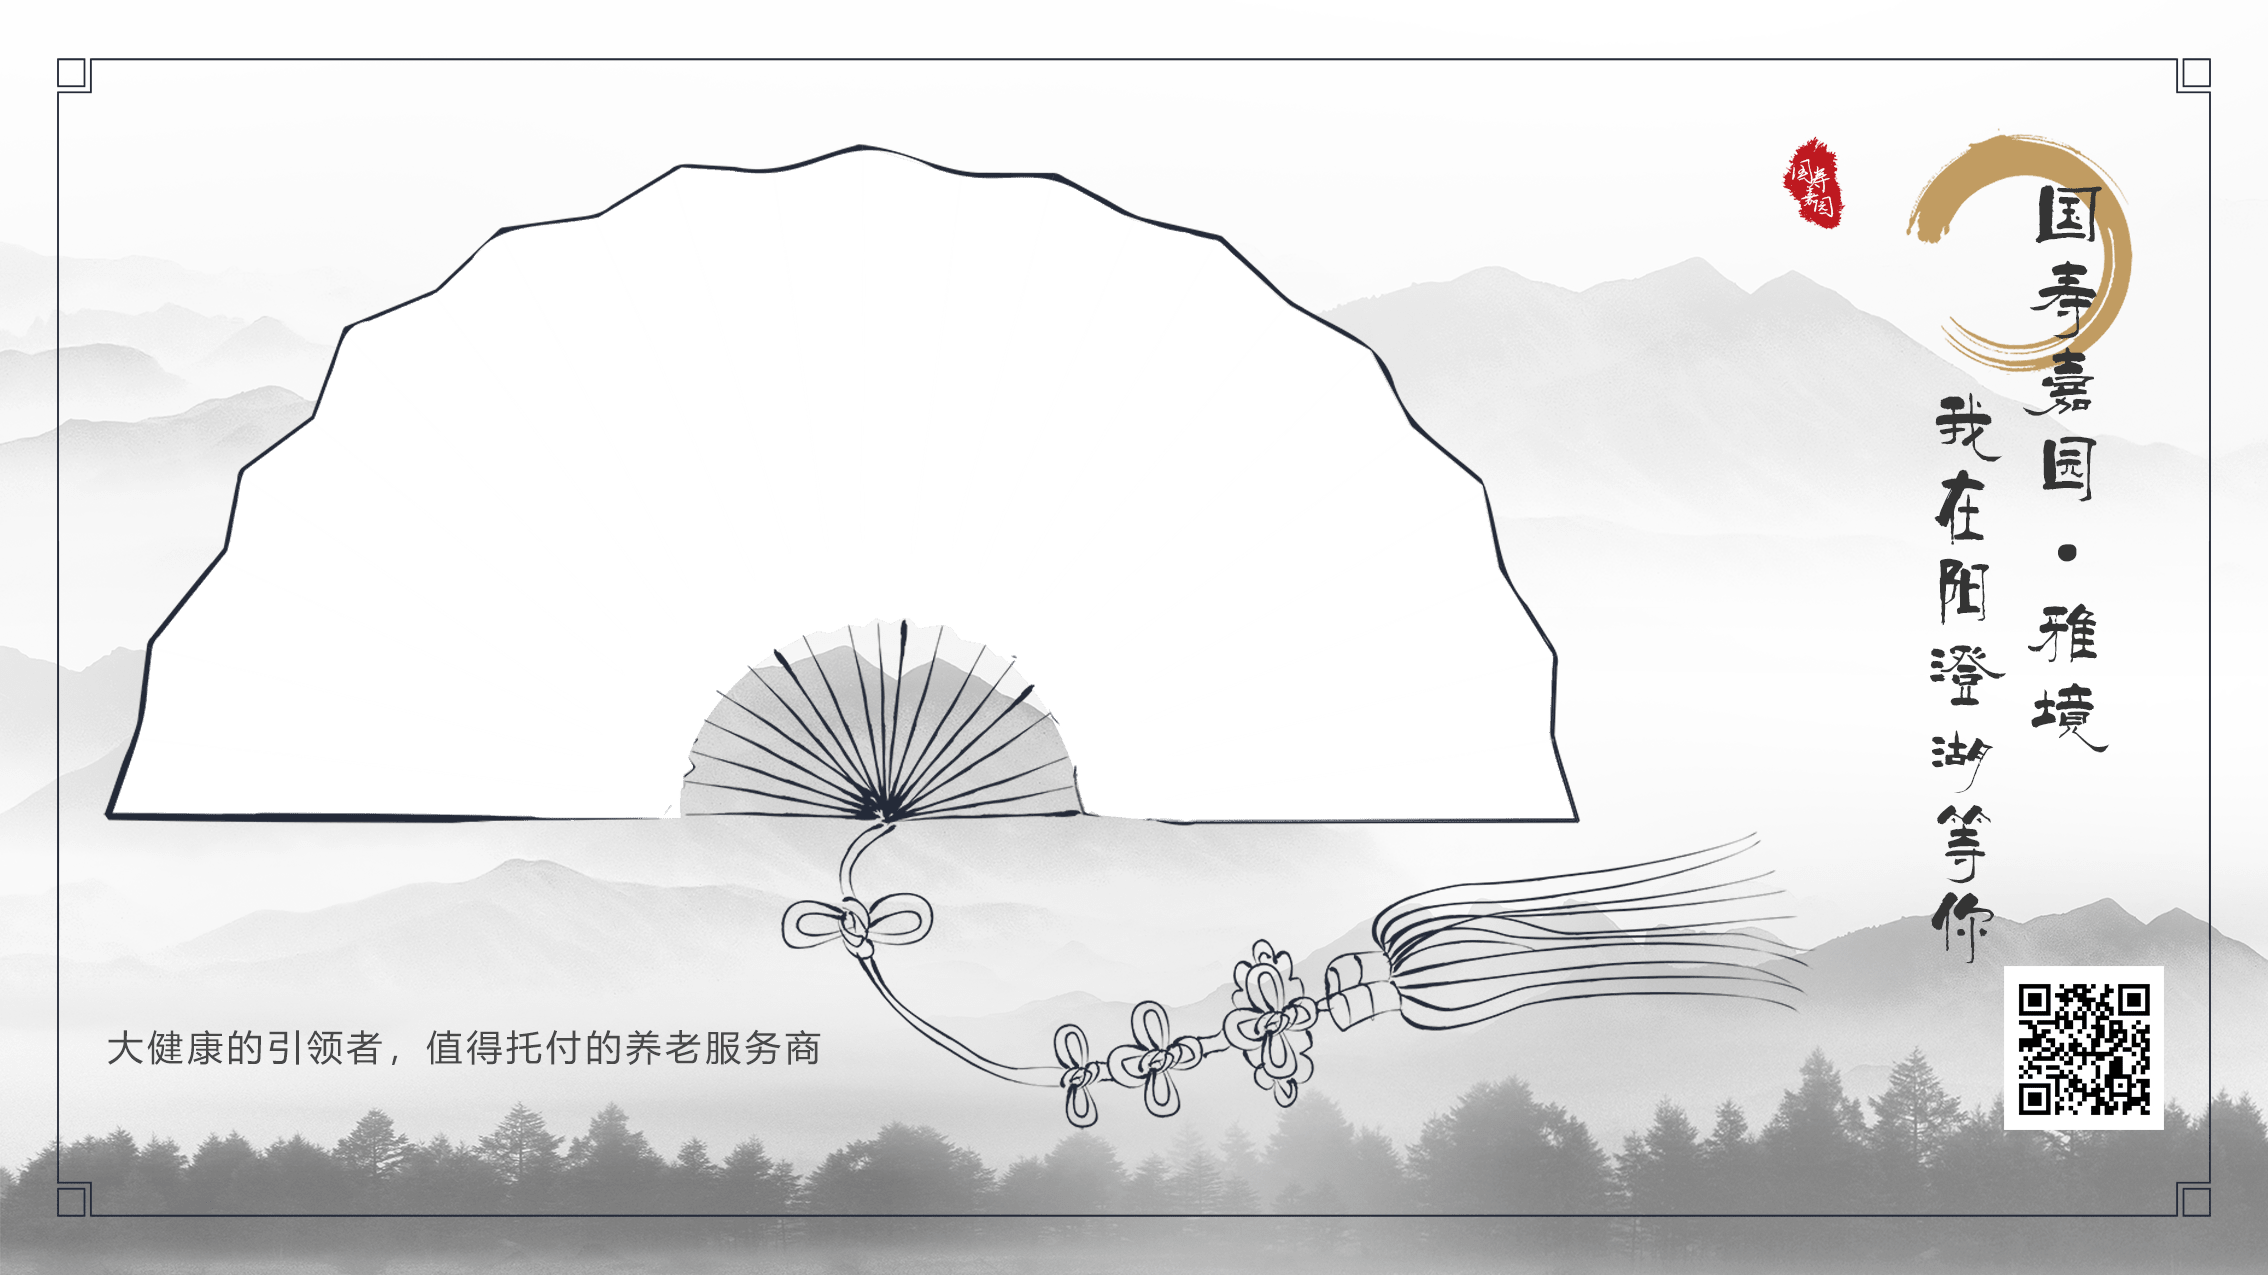 国寿嘉园·雅境
我在阳澄湖等你
国寿嘉园
大健康的引领者，值得托付的养老服务商